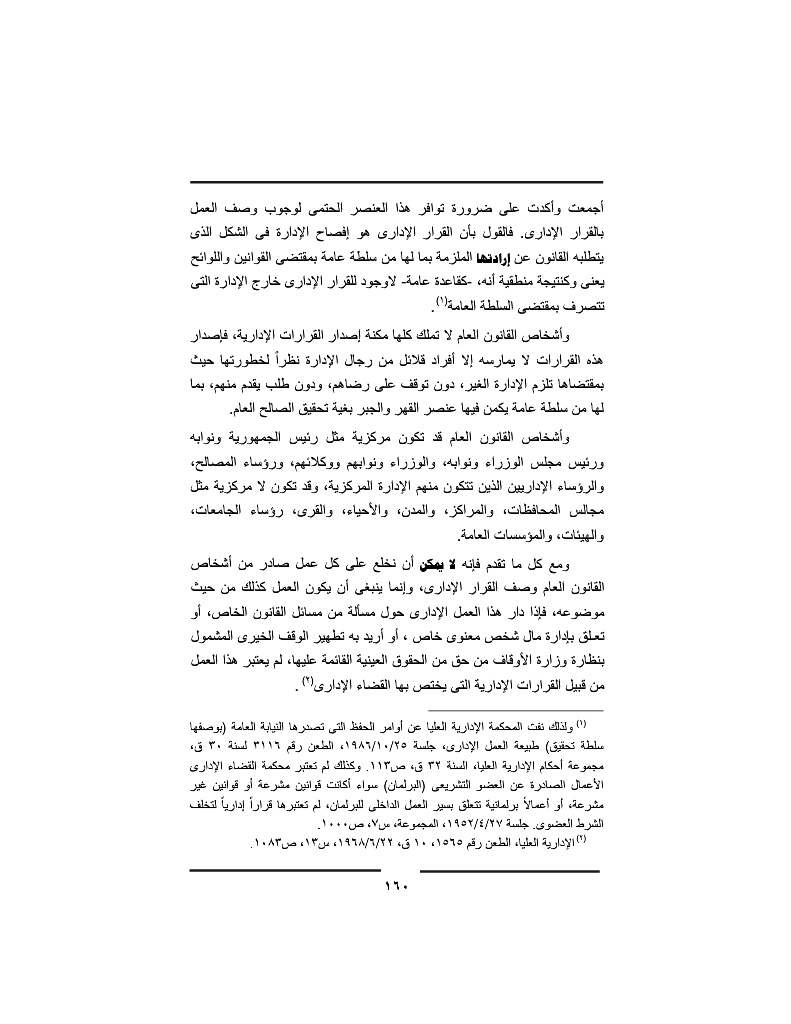 أجمعت وأكدت على ضرورة توافر هذا العنصر الحتمى لوجوب وصف العمل
بالقرار الإدارى. فالقول بأن القرار الإدارى هو إفصاح الإدارة فى الشكل الذى
يتطلبه القانون عن إرادتها الملزمة بما لها من سلطة عامة بمقتضى القوانين واللوائح
يعنى وكنتيجة منطقية أنه، -كقاعدة عامة- لاوجود للقرار الإدارى خارج الإدارة التى
تتصرف بمقتضى السلطة العامة(١).
وأشخاص القانون العام لا تملك كلها مكنة إصدار القرارات الإدارية، فإصدار
هذه القرارات لا يمارسه إلا أفراد قلائل من رجال الإدارة نظراً لخطورتها حيث
بمقتضاها تلزم الإدارة الغير، دون توقف على رضاهم، ودون طلب يقدم منهم، بما
لها من سلطة عامة يكمن فيها عنصر القهر والجبر بغية تحقيق الصالح العام.
وأشخاص القانون العام قد تكون مركزية مثل رئيس الجمهورية ونوابه
ورئيس مجلس الوزراء ونوابه، والوزراء ونوابهم ووكلائهم، ورؤساء المصالح،
والرؤساء الإداريين الذين تتكون منهم الإدارة المركزية، وقد تكون لا مركزية مثل
مجالس المحافظات، والمراكز، والمدن، والأحياء، والقرى، رؤساء الجامعات،
والهيئات، والمؤسسات العامة.
ومع كل ما تقدم فإنه لا يمكن أن نخلع على كل عمل صادر من أشخاص
القانون العام وصف القرار الإدارى، وإنما ينبغى أن يكون العمل كذلك من حيث
موضوعه، فإذا دار هذا العمل الإدارى حول مسألة من مسائل القانون الخاص، أو
تعلق بإدارة مال شخص معنوى خاص ، أو أريد به تطهير الوقف الخيرى المشمول
بنظارة وزارة الأوقاف من حق من الحقوق العينية القائمة عليها، لم يعتبر هذا العمل
من قبيل القرارات الإدارية التى يختص بها القضاء الإدارى(٢) .
(١) ولذلك نفت المحكمة الإدارية العليا عن أوامر الحفظ التى تصدرها النيابة العامة (بوصفها
سلطة تحقيق) طبيعة العمل الإدارى، جلسة ١٩٨٦/١٠/٢٥، الطعن رقم ٣١١٦ لسنة ٣٠ ق،
مجموعة أحكام الإدارية العليا، السنة ٣٢ ق، ص١١٣. وكذلك لم تعتبر محكمة القضاء الإدارى
الأعمال الصادرة عن العضو التشريعى (البرلمان) سواء أكانت قوانين مشرعة أو قوانين غير
مشرعة، أو أعمالاً برلمانية تتعلق بسير العمل الداخلى للبرلمان، لم تعتبرها قراراً إدارياً لتخلف
الشرط العضوى. جلسة ١٩٥٢/٤/٢٧، المجموعة، س٧، ص١٠٠٠.
(٢) الإدارية العليا، الطعن رقم ١٥٦٥، ١٠ ق، ١٩٦٨/٦/٢٢، س١٣، ص١٠٨٣.
١٦٠